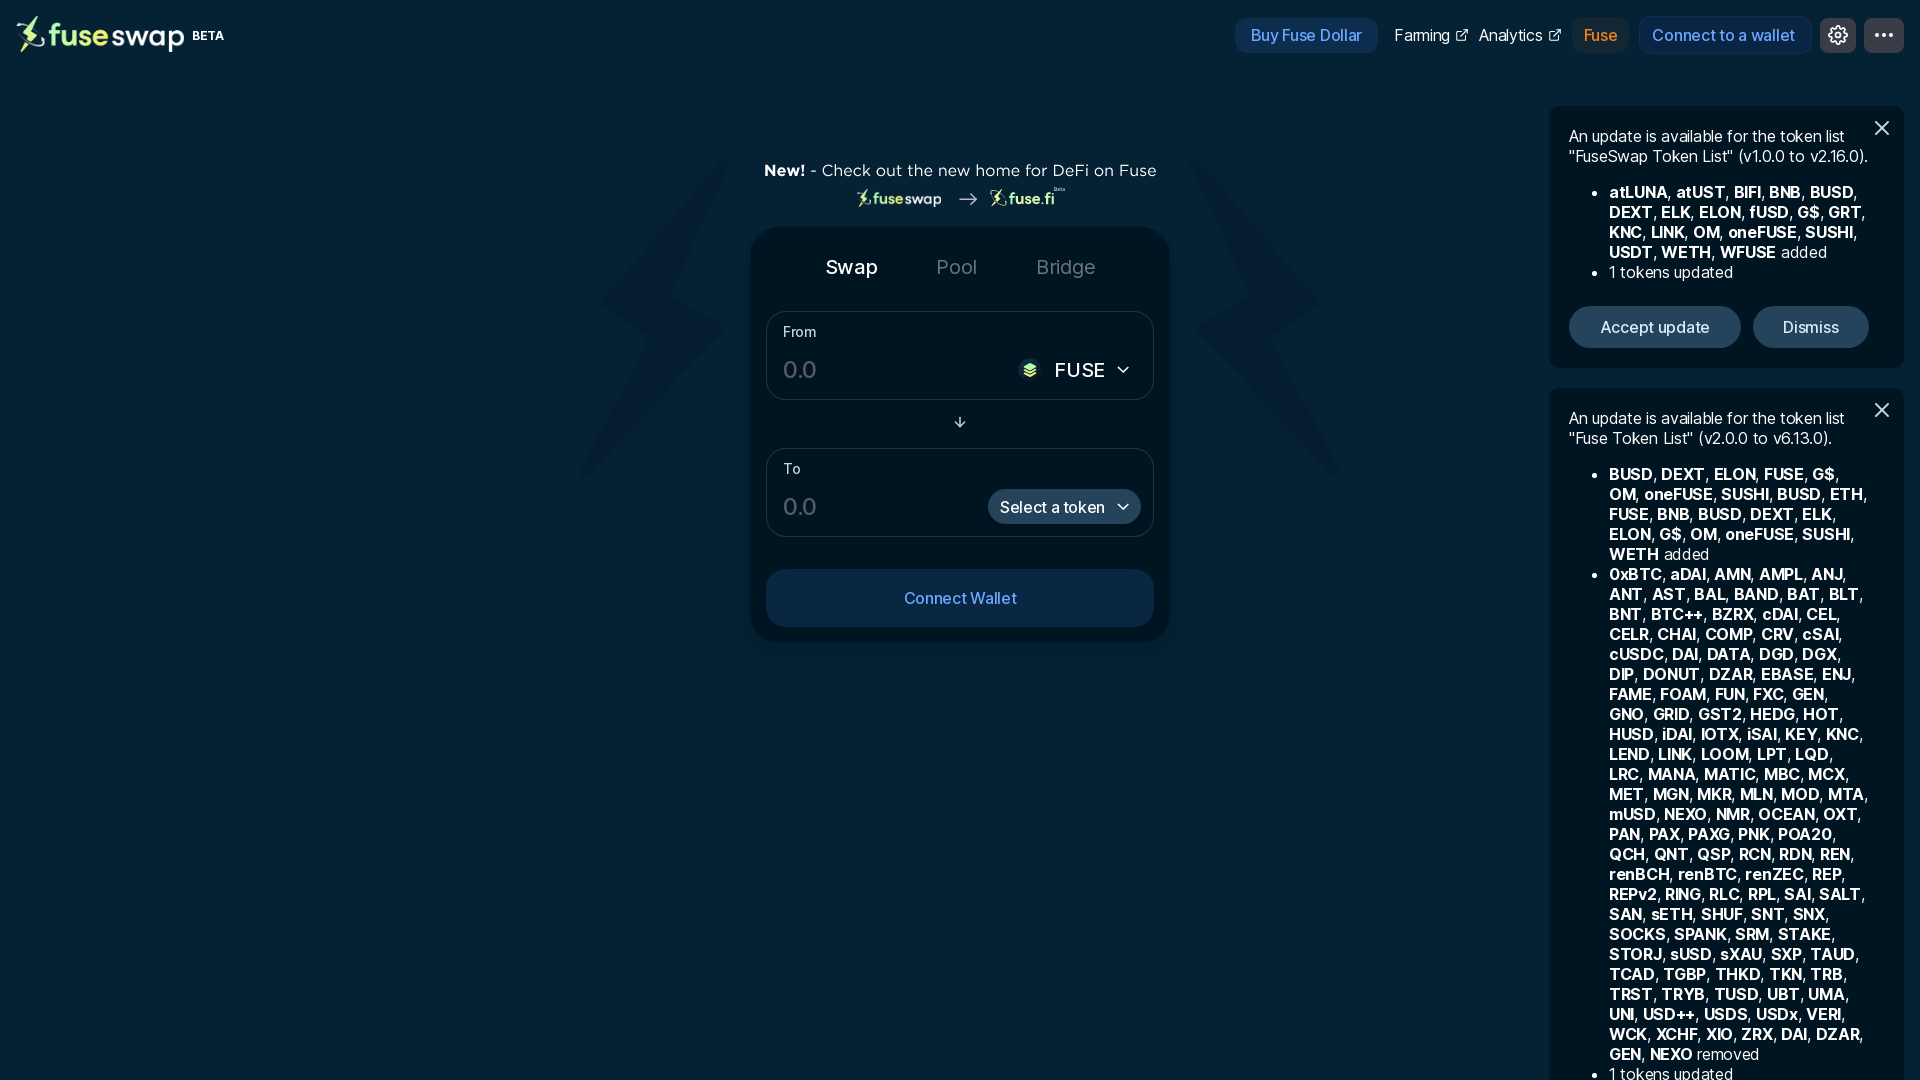 fuseswap BETA
Buy Fuse Dollar
Farming
Analytics
Fuse
Connect to a wallet
New! - Check out the new home for DeFi on Fuse
fuseswap → fuse.fi Beta
Swap
Pool
Bridge
From
0.0
FUSE
To
0.0
Select a token
Connect Wallet
An update is available for the token list
"FuseSwap Token List" (v1.0.0 to v2.16.0).
• atLUNA, atUST, BIFI, BNB, BUSD,
DEXT, ELK, ELON, fUSD, G$, GRT,
KNC, LINK, OM, oneFUSE, SUSHI,
USDT, WETH, WFUSE added
• 1 tokens updated
Accept update
Dismiss
An update is available for the token list
"Fuse Token List" (v2.0.0 to v6.13.0).
• BUSD, DEXT, ELON, FUSE, G$,
OM, oneFUSE, SUSHI, BUSD, ETH,
FUSE, BNB, BUSD, DEXT, ELK,
ELON, G$, OM, oneFUSE, SUSHI,
WETH added
• 0xBTC, aDAI, AMN, AMPL, ANJ,
ANT, AST, BAL, BAND, BAT, BLT,
BNT, BTC++, BZRX, cDAI, CEL,
CELR, CHAI, COMP, CRV, cSAI,
cUSDC, DAI, DATA, DGD, DGX,
DIP, DONUT, DZAR, EBASE, ENJ,
FAME, FOAM, FUN, FXC, GEN,
GNO, GRID, GST2, HEDG, HOT,
HUSD, iDAI, IOTX, iSAI, KEY, KNC,
LEND, LINK, LOOM, LPT, LQD,
LRC, MANA, MATIC, MBC, MCX,
MET, MGN, MKR, MLN, MOD, MTA,
mUSD, NEXO, NMR, OCEAN, OXT,
PAN, PAX, PAXG, PNK, POA20,
QCH, QNT, QSP, RCN, RDN, REN,
renBCH, renBTC, renZEC, REP,
REPv2, RING, RLC, RPL, SAI, SALT,
SAN, sETH, SHUF, SNT, SNX,
SOCKS, SPANK, SRM, STAKE,
STORJ, sUSD, sXAU, SXP, TAUD,
TCAD, TGBP, THKD, TKN, TRB,
TRST, TRYB, TUSD, UBT, UMA,
UNI, USD++, USDS, USDx, VERI,
WCK, XCHF, XIO, ZRX, DAI, DZAR,
GEN, NEXO removed
• 1 tokens updated